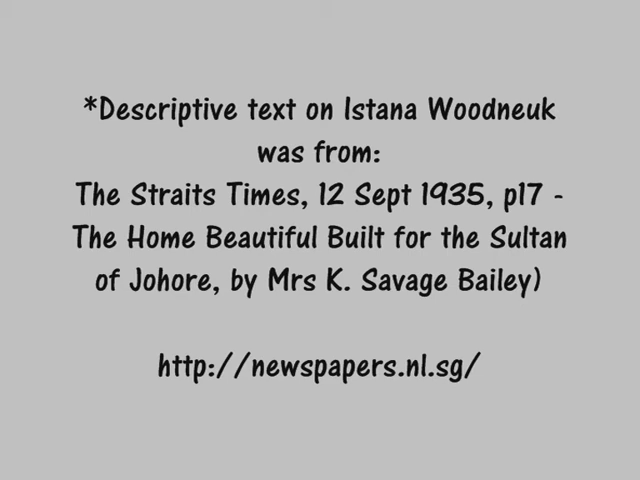 *Descriptive text on Istana Woodneuk
was from:
The Straits Times, 12 Sept 1935, p17 -
The Home Beautiful Built for the Sultan
of Johore, by Mrs K. Savage Bailey)
http://newspapers.nl.sg/